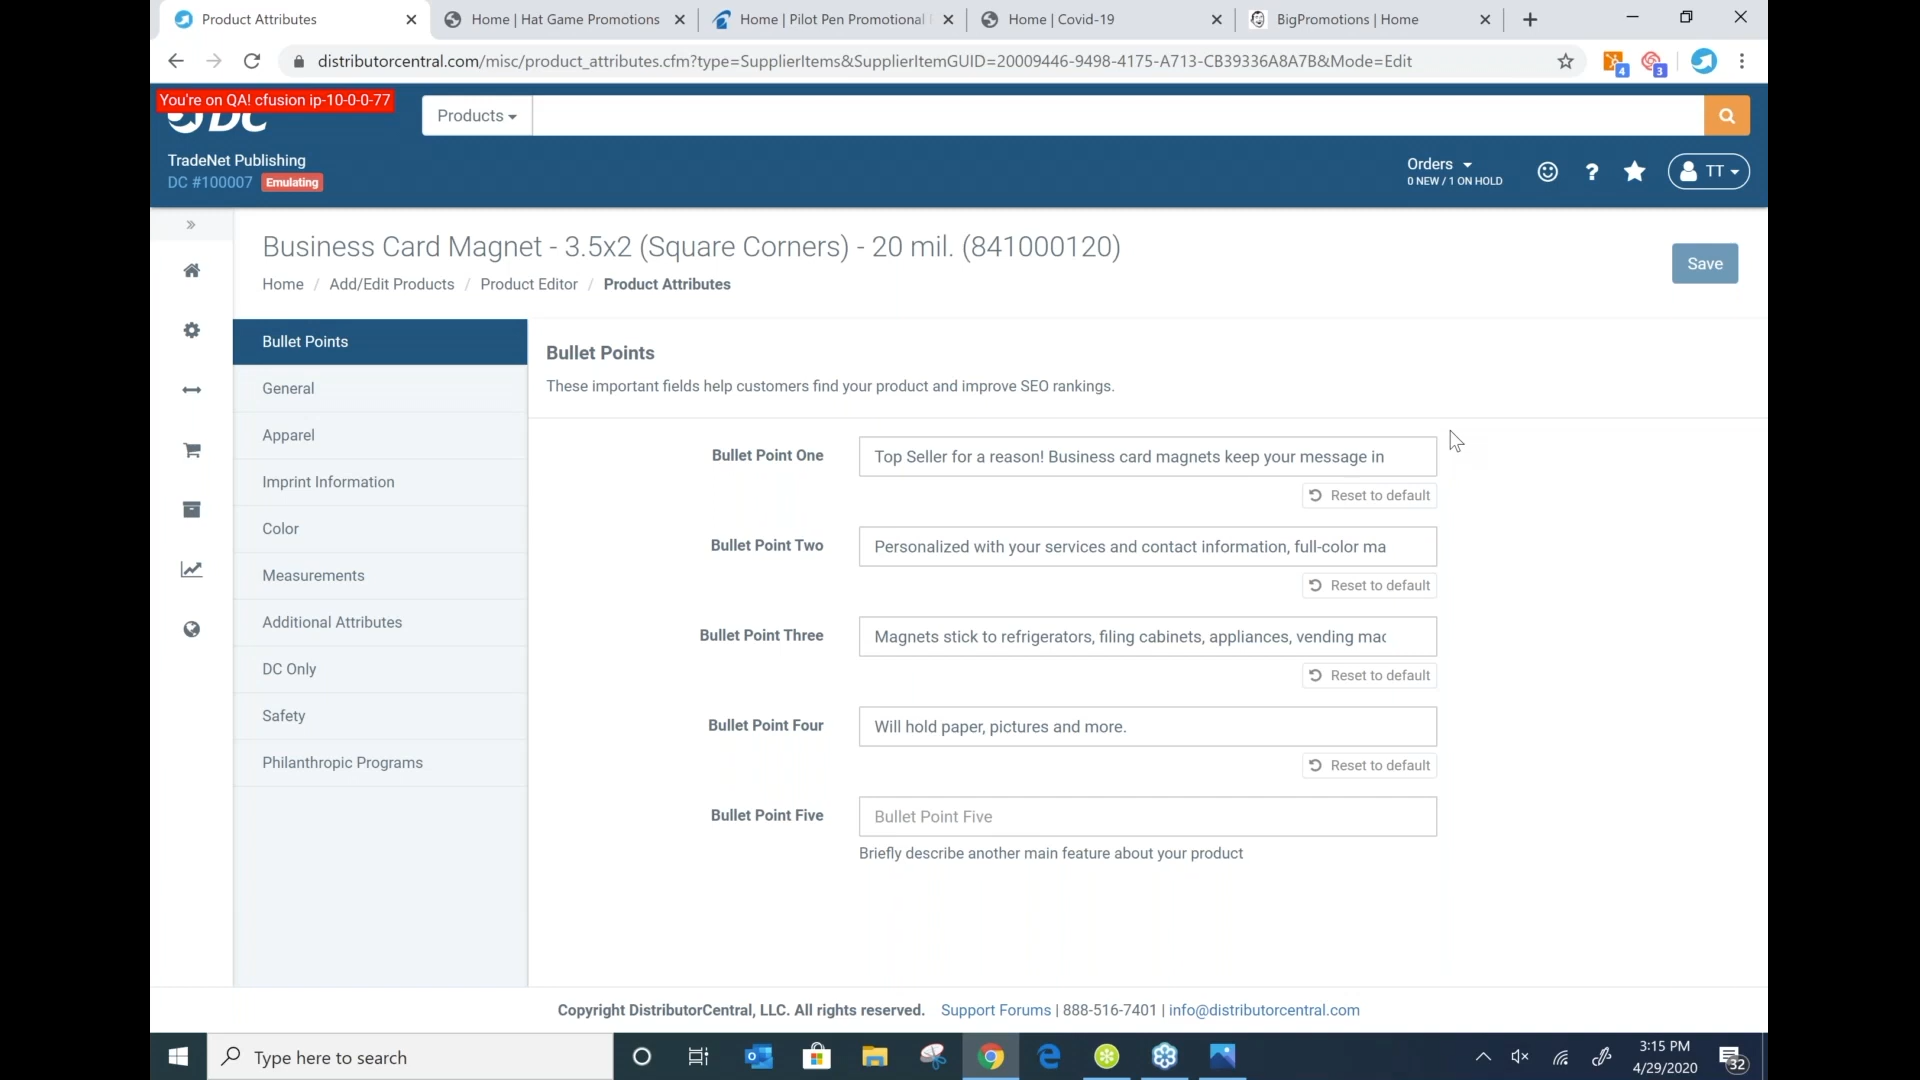 Product Attributes
Home | Hat Game Promotions
Home | Pilot Pen Promotional
Home | Covid-19
BigPromotions | Home
distributorcentral.com/misc/product_attributes.cfm?type=SupplierItems&SupplierItemGUID=20009446-9498-4175-A713-CB39336A8A7B&Mode=Edit
4
3
You're on QA! cfusion ip-10-0-0-77
DC
Products
TradeNet Publishing
DC #100007 Emulating
Orders
0 NEW / 1 ON HOLD
?
TT
Business Card Magnet - 3.5x2 (Square Corners) - 20 mil. (841000120)
Save
Home / Add/Edit Products / Product Editor / Product Attributes
Bullet Points
General
Apparel
Imprint Information
Color
Measurements
Additional Attributes
DC Only
Safety
Philanthropic Programs
Bullet Points
These important fields help customers find your product and improve SEO rankings.
Bullet Point One
Top Seller for a reason! Business card magnets keep your message in
Reset to default
Bullet Point Two
Personalized with your services and contact information, full-color ma
Reset to default
Bullet Point Three
Magnets stick to refrigerators, filing cabinets, appliances, vending mac
Reset to default
Bullet Point Four
Will hold paper, pictures and more.
Reset to default
Bullet Point Five
Bullet Point Five
Briefly describe another main feature about your product
Copyright DistributorCentral, LLC. All rights reserved. Support Forums | 888-516-7401 | info@distributorcentral.com
Type here to search
3:15 PM
4/29/2020
32